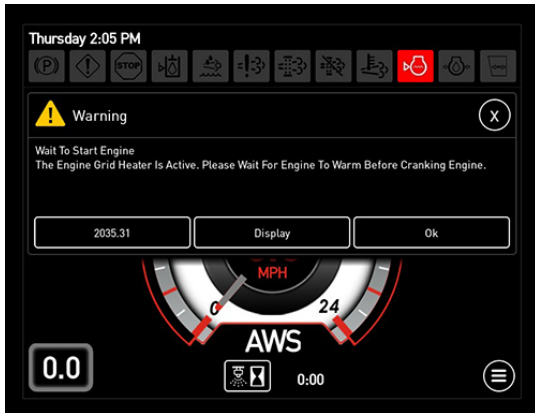 Thursday 2:05 PM
(P) STOP
Warning X
Wait To Start Engine
The Engine Grid Heater Is Active. Please Wait For Engine To Warm Before Cranking Engine.
2035.31 Display Ok
MPH
0 24
AWS
0.0 0:00